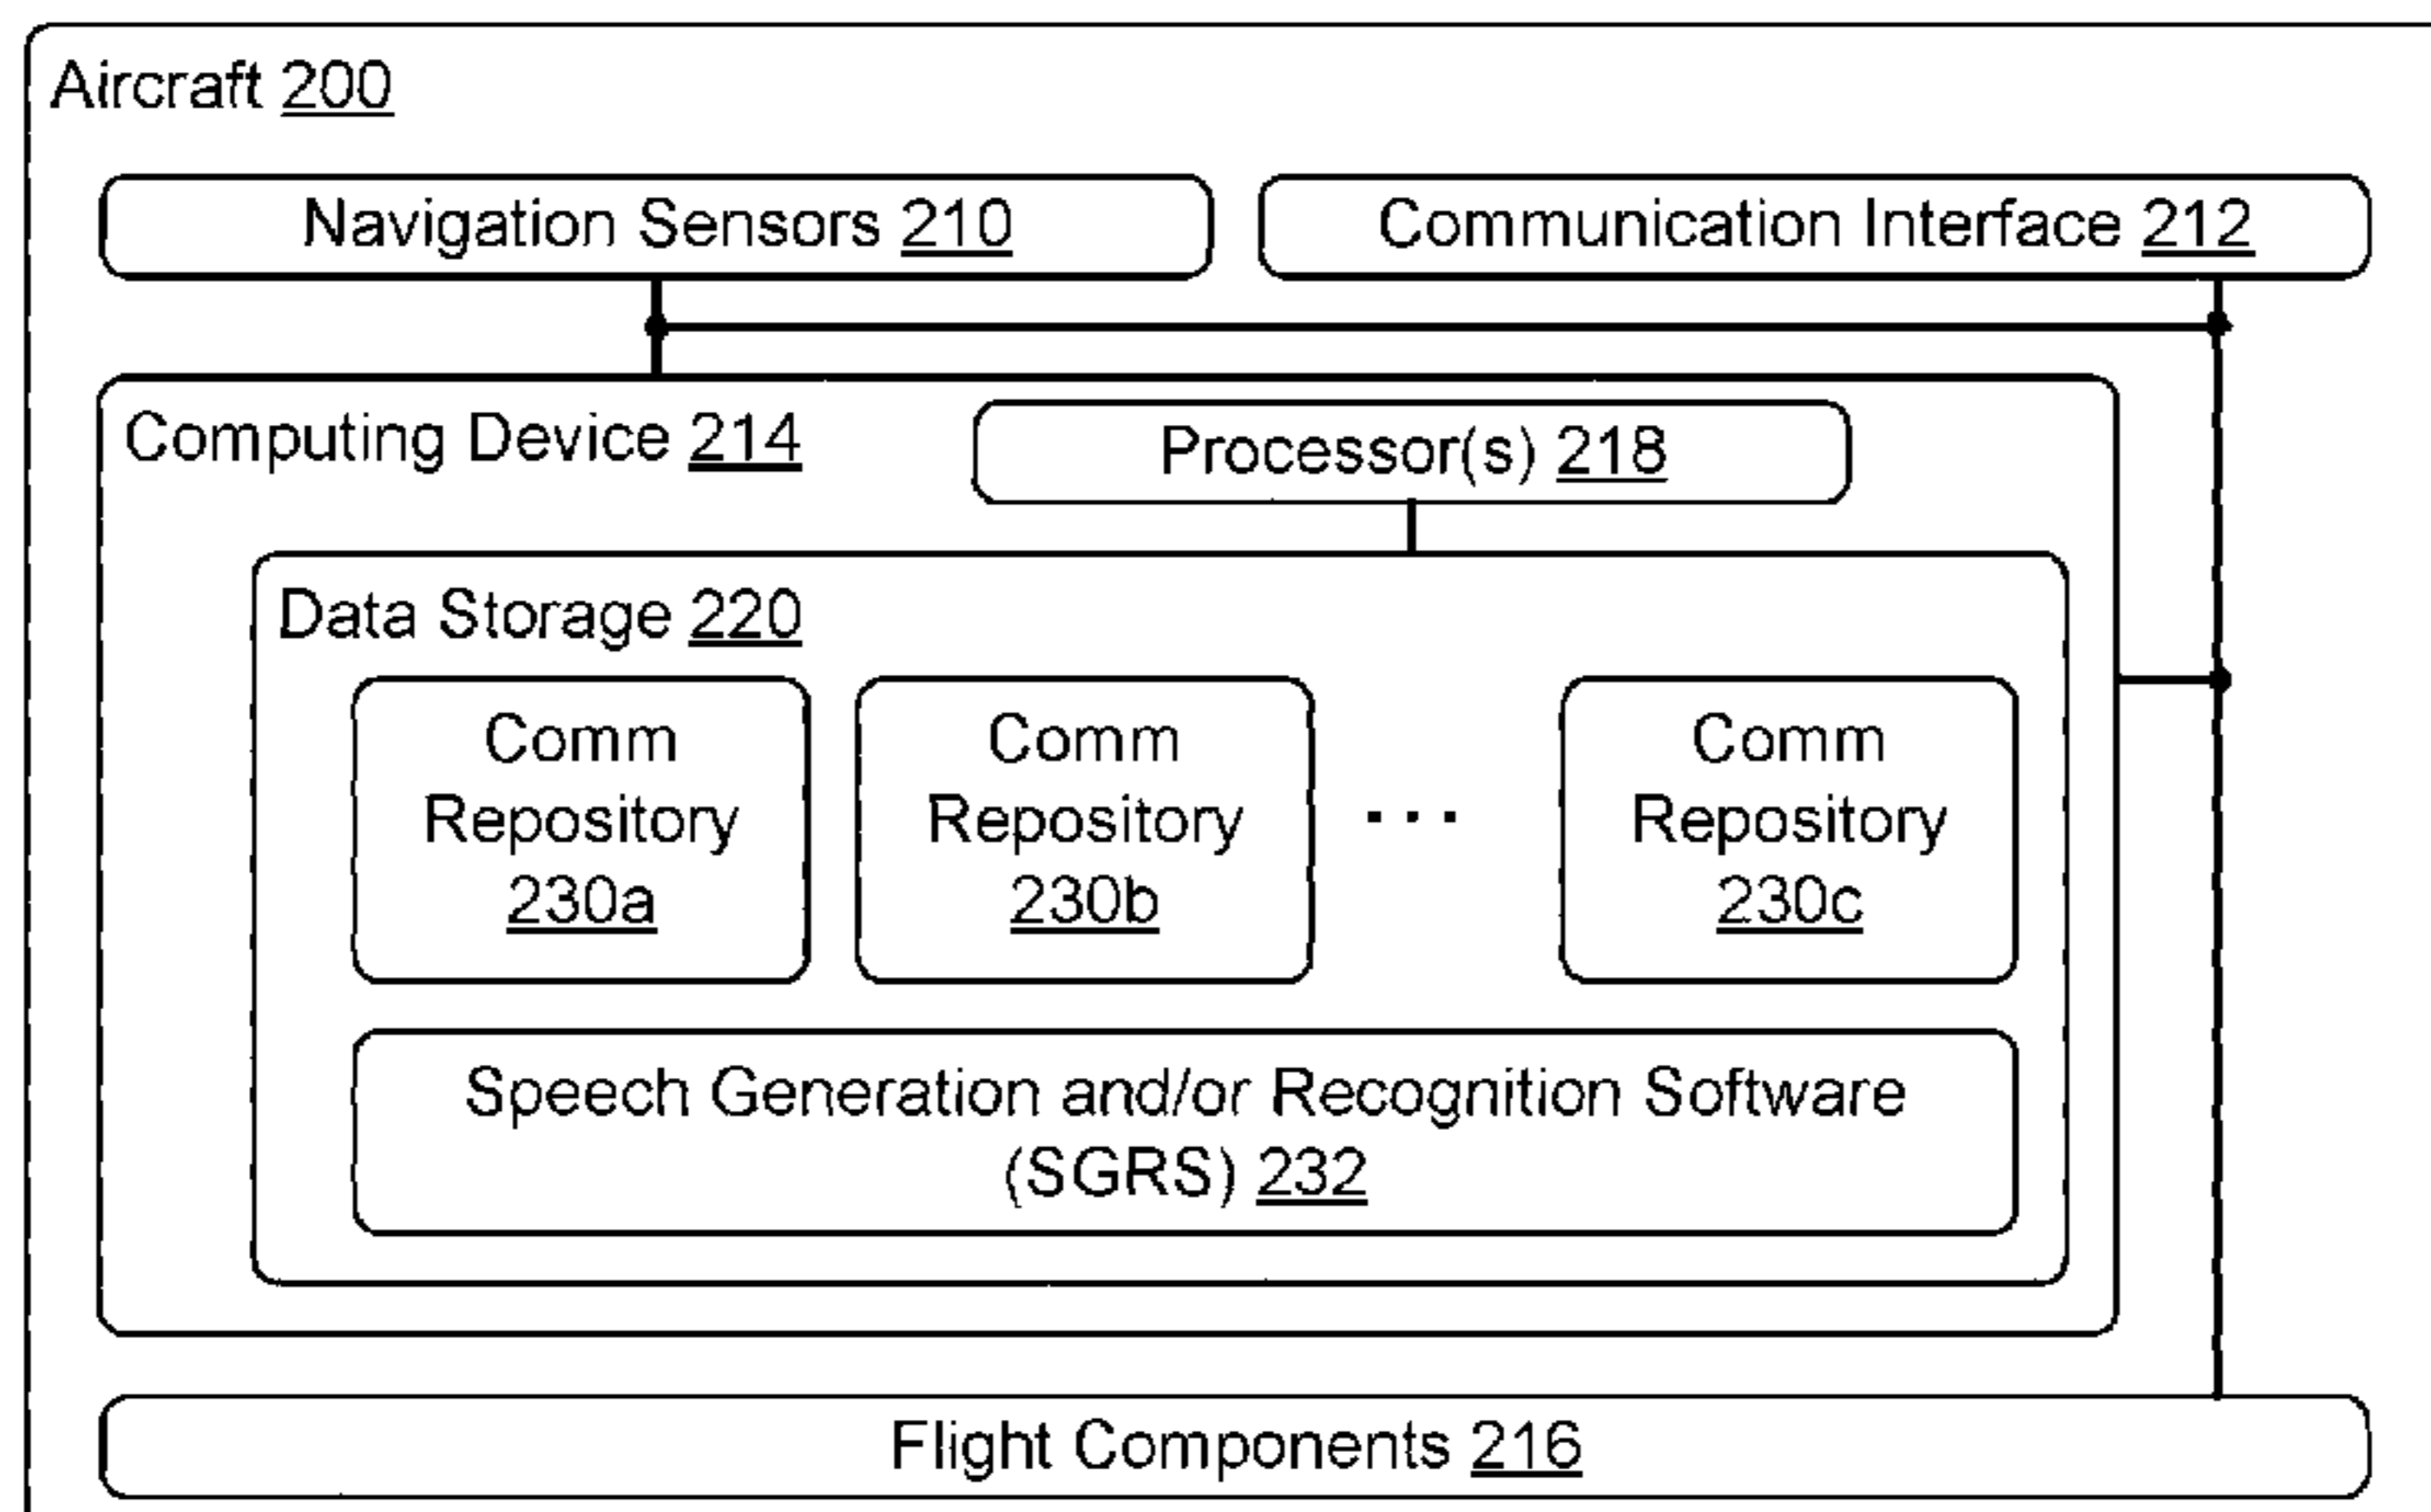 Aircraft 200
Navigation Sensors 210
Communication Interface 212
Computing Device 214
Processor(s) 218
Data Storage 220
Comm
Repository
230a
Comm
Repository
230b
...
Comm
Repository
230c
Speech Generation and/or Recognition Software
(SGRS) 232
Flight Components 216